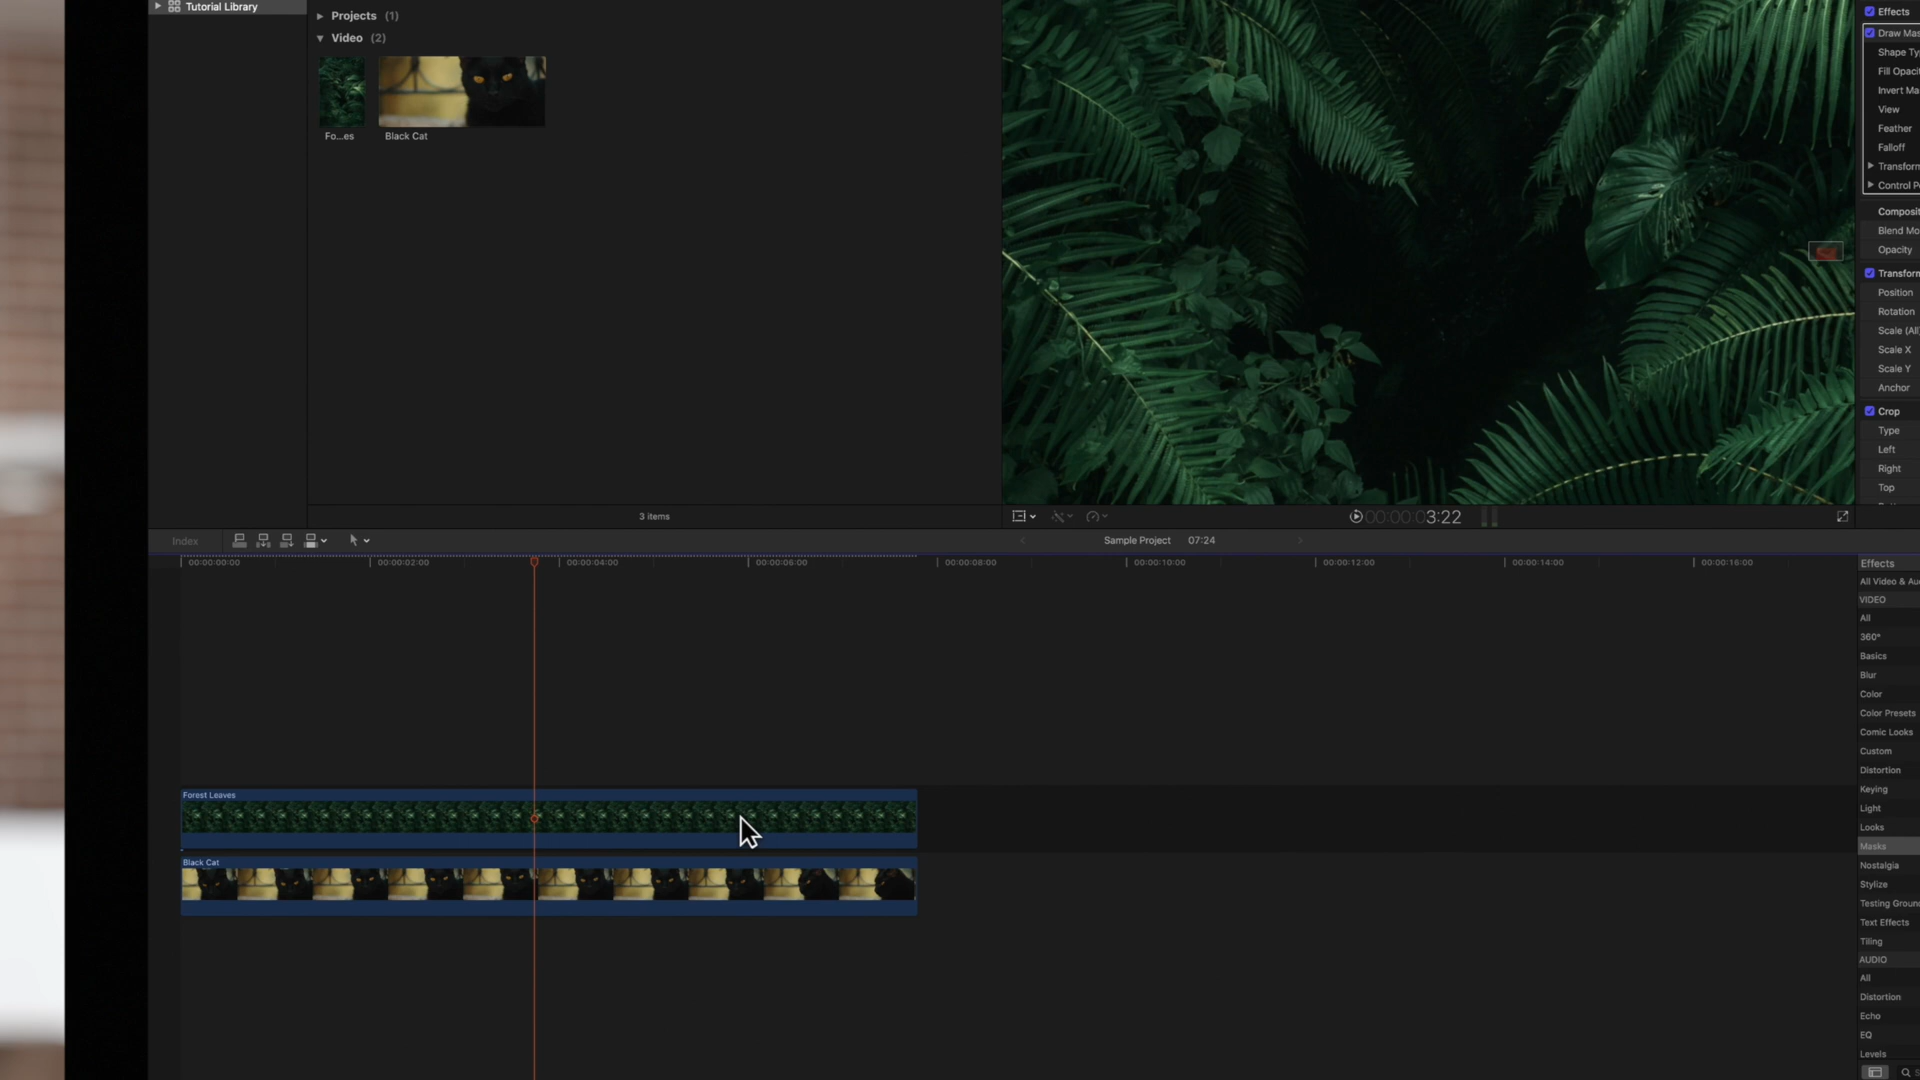 Tutorial Library
Projects (1)
Video (2)
Fo...es
Black Cat
3 items
Effects
Draw Mas
Shape Ty
Fill Opaci
Invert Ma
View
Feather
Falloff
Transform
Control P
Composit
Blend Mo
Opacity
Transform
Position
Rotation
Scale (All
Scale X
Scale Y
Anchor
Crop
Type
Left
Right
Top
00:00:03:22
Index
Sample Project 07:24
00:00:00:00
00:00:02:00
00:00:04:00
00:00:06:00
00:00:08:00
00:00:10:00
00:00:12:00
00:00:14:00
00:00:16:00
Forest Leaves
Black Cat
Effects
All Video & Au
VIDEO
All
360°
Basics
Blur
Color
Color Presets
Comic Looks
Custom
Distortion
Keying
Light
Looks
Masks
Nostalgia
Stylize
Testing Groun
Text Effects
Tiling
AUDIO
All
Distortion
Echo
EQ
Levels